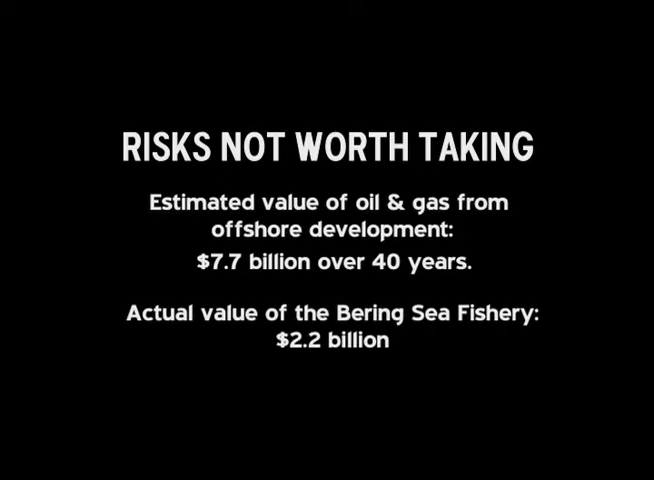 RISKS NOT WORTH TAKING
Estimated value of oil & gas from
offshore development:
$7.7 billion over 40 years.
Actual value of the Bering Sea Fishery:
$2.2 billion